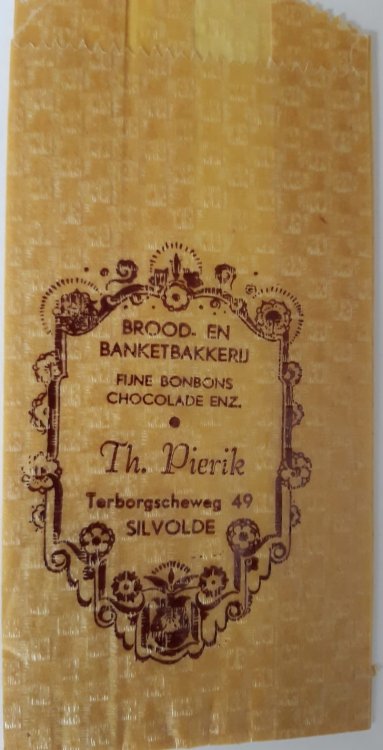 BROOD- EN
BANKETBAKKERIJ
FIJNE BONBONS
CHOCOLADE ENZ.
Th. Pierik
Terborgscheweg 49
SILVOLDE